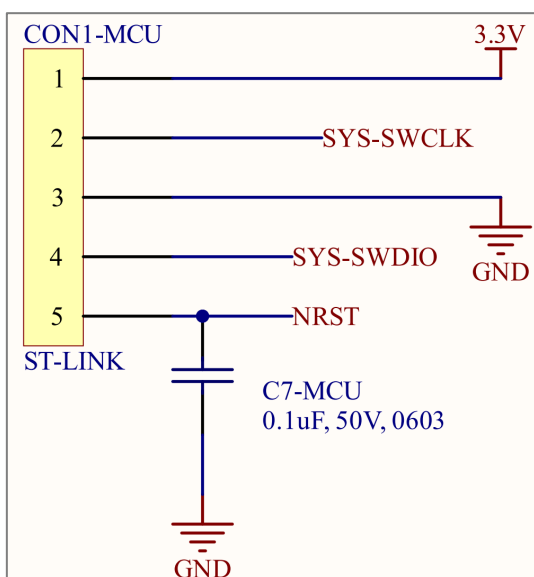 CON1-MCU
3.3V
1
2
SYS-SWCLK
3
GND
4
SYS-SWDIO
5
NRST
ST-LINK
C7-MCU
0.1uF, 50V, 0603
GND